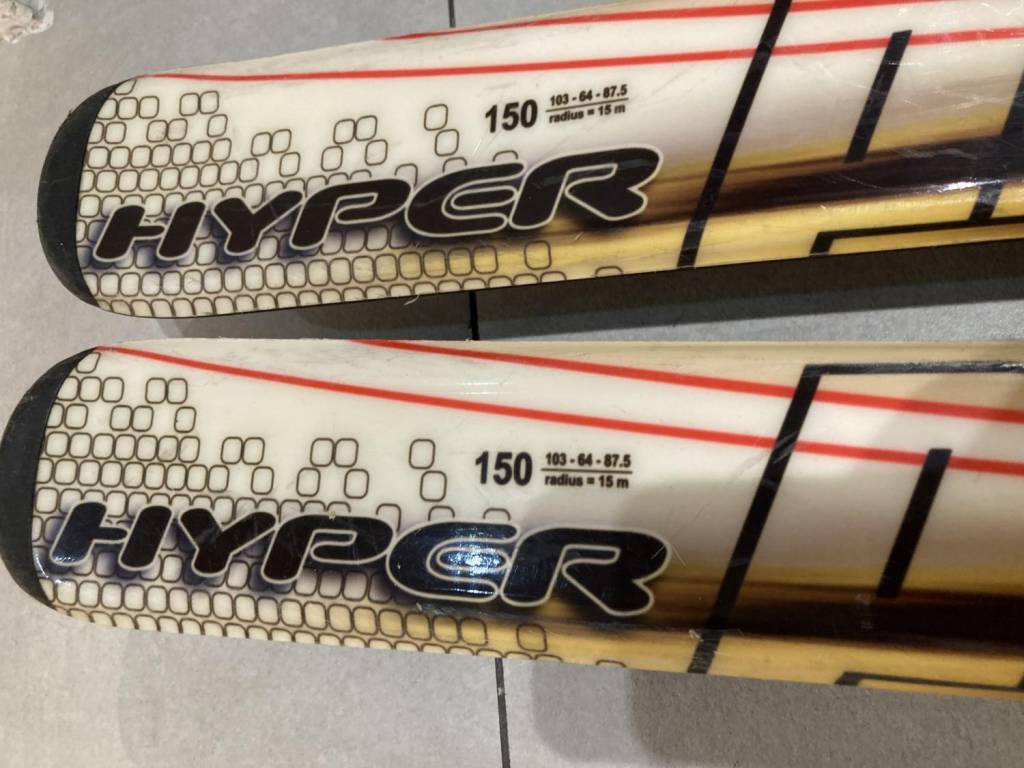 150 103 - 64 - 87.5
radius = 15 m
HYPER
150 103 - 64 - 87.5
radius = 15 m
HYPER